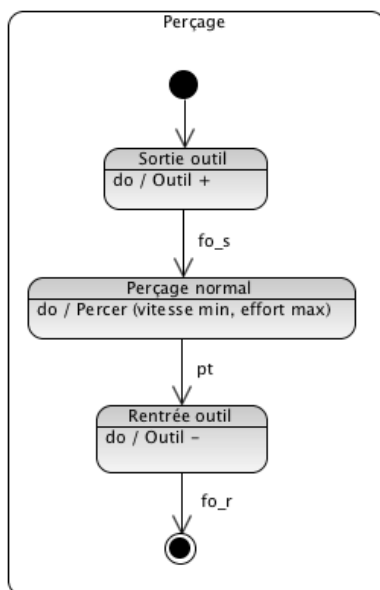 Perçage
Sortie outil
do / Outil +
fo_s
Perçage normal
do / Percer (vitesse min, effort max)
pt
Rentrée outil
do / Outil -
fo_r